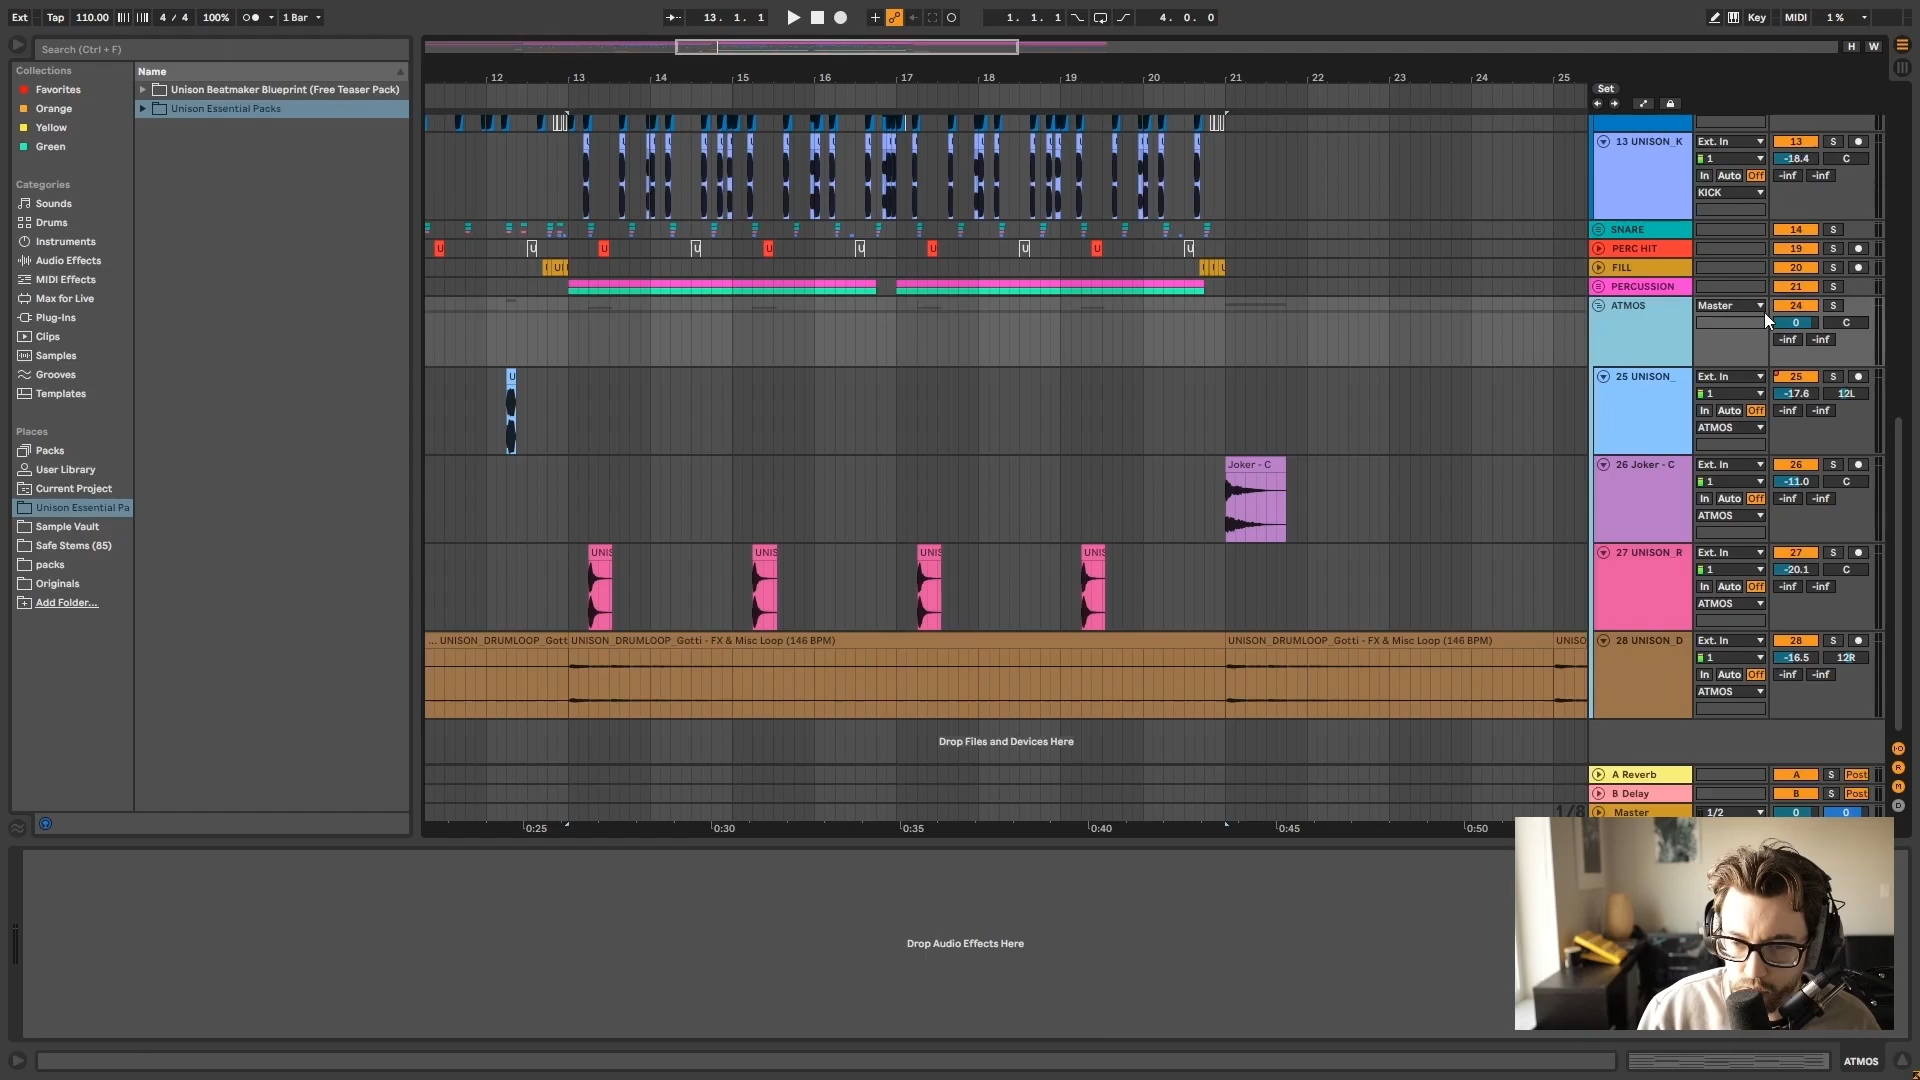 Ext Tap 110.00 4 / 4 100% 1 Bar 13. 1. 1 1. 1. 1 4. 0. 0 Key MIDI 1 %
Search (Ctrl + F)
H W
Collections
Favorites
Orange
Yellow
Green
Categories
Sounds
Drums
Instruments
Audio Effects
MIDI Effects
Max for Live
Plug-Ins
Clips
Samples
Grooves
Templates
Places
Packs
User Library
Current Project
Unison Essential Pa
Sample Vault
Safe Stems (85)
packs
Originals
Add Folder...
Name
Unison Beatmaker Blueprint (Free Teaser Pack)
Unison Essential Packs
12 13 14 15 16 17 18 19 20 21 22 23 24 25
Set
13 UNISON_K Ext. In 13 S
1 -18.4 C
In Auto Off -inf -inf
KICK
SNARE 14 S
U U U U U U U U U U
PERC HIT 19 S
FILL 20 S
PERCUSSION 21 S
ATMOS Master 24 S
0 C
-inf -inf
U
25 UNISON_ Ext. In 25 S
1 -17.6 12L
In Auto Off -inf -inf
ATMOS
Joker - C
26 Joker - C Ext. In 26 S
1 -11.0 C
In Auto Off -inf -inf
ATMOS
UNIS UNIS UNIS UNIS
27 UNISON_R Ext. In 27 S
1 -20.1 C
In Auto Off -inf -inf
ATMOS
... UNISON_DRUMLOOP_Gott UNISON_DRUMLOOP_Gotti - FX & Misc Loop (146 BPM) UNISON_DRUMLOOP_Gotti - FX & Misc Loop (146 BPM) UNISO
28 UNISON_D Ext. In 28 S
1 -16.5 12R
In Auto Off -inf -inf
ATMOS
Drop Files and Devices Here
A Reverb A S Post
B Delay B S Post
1/8 Master 1/2 0 0
0:25 0:30 0:35 0:40 0:45 0:50
Drop Audio Effects Here
ATMOS